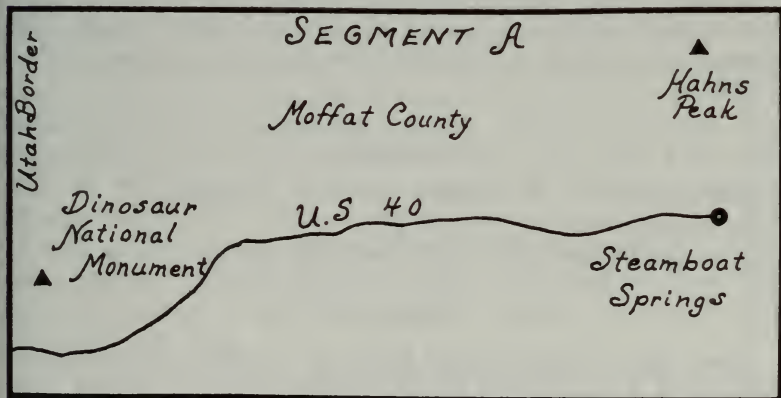 SEGMENT A
Utah Border
Hahns
Peak
Moffat County
Dinosaur
National
Monument
U.S 40
Steamboat
Springs